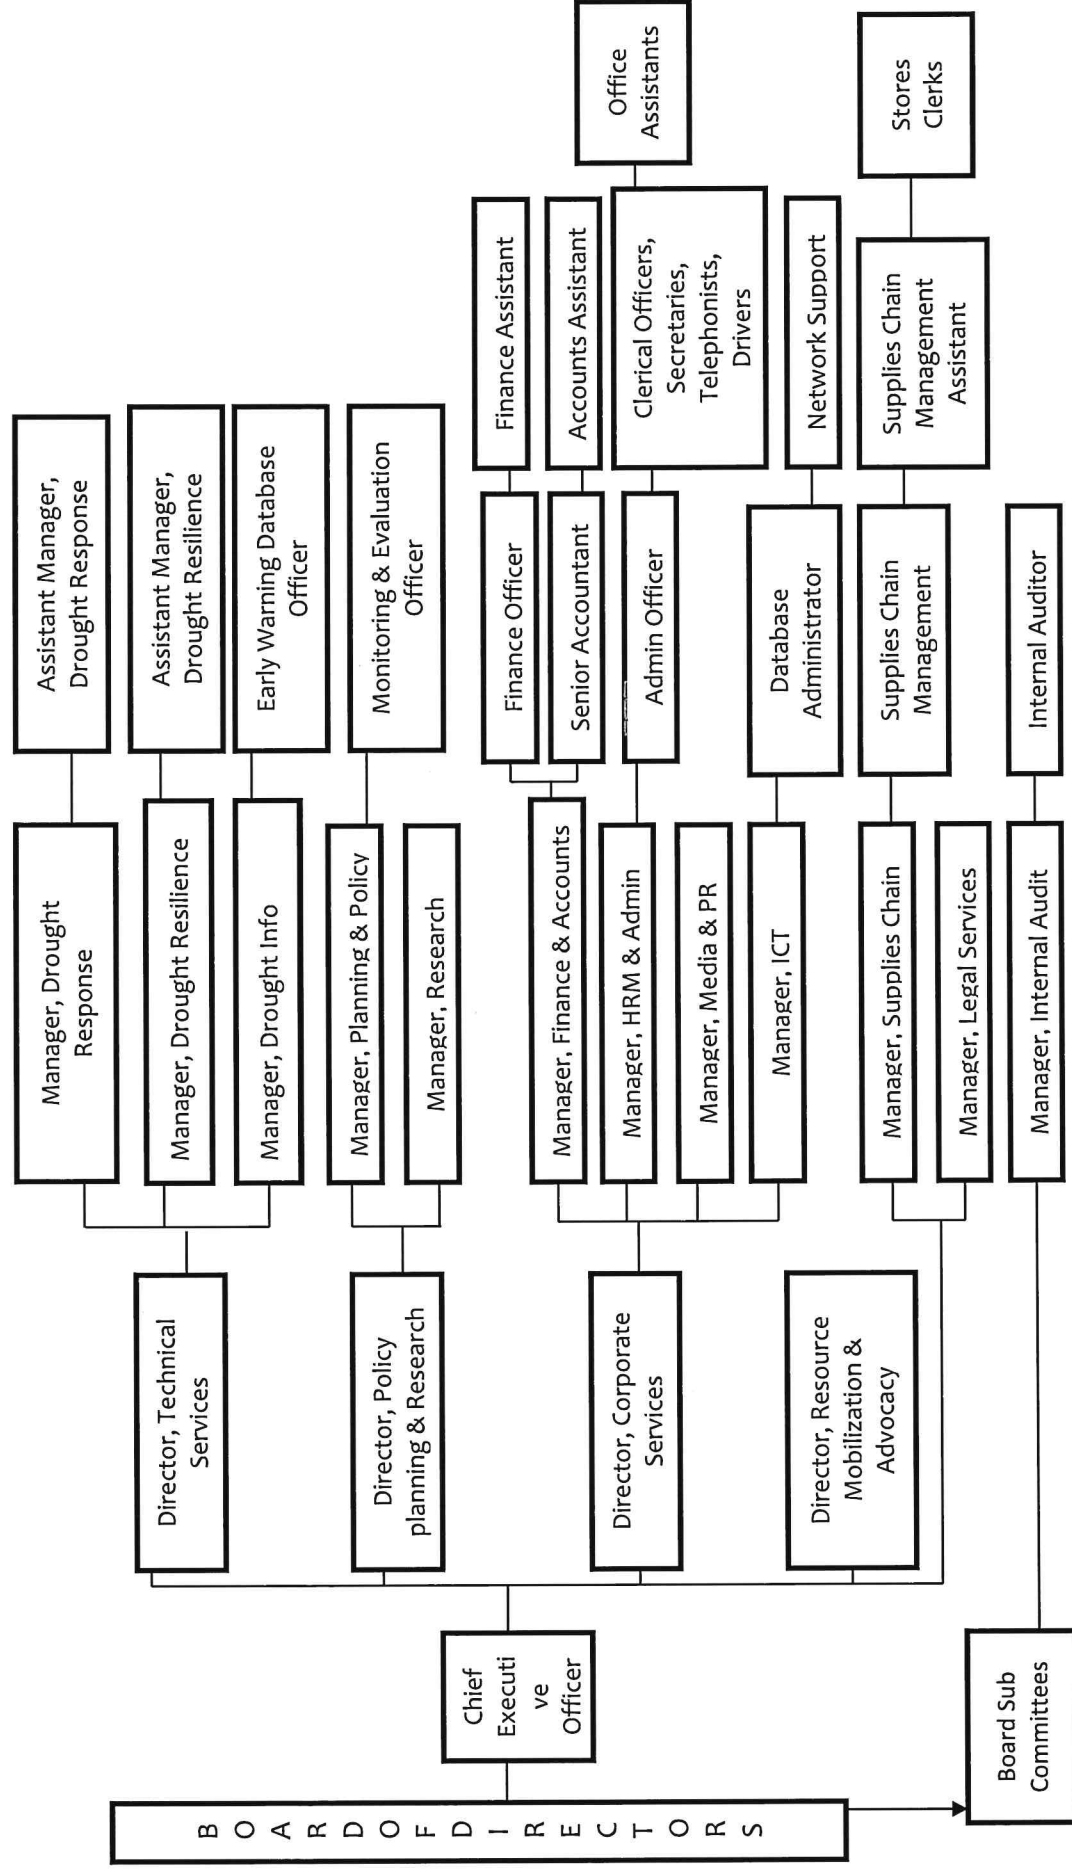 B O A R D O F D I R E C T O R S
Chief
Executi
ve
Officer
Board Sub
Committees
Director, Technical
Services
Director, Policy
planning & Research
Director, Corporate
Services
Director, Resource
Mobilization &
Advocacy
Manager, Drought
Response
Manager, Drought Resilience
Manager, Drought Info
Manager, Planning & Policy
Manager, Research
Manager, Finance & Accounts
Manager, HRM & Admin
Manager, Media & PR
Manager, ICT
Manager, Supplies Chain
Manager, Legal Services
Manager, Internal Audit
Assistant Manager,
Drought Response
Assistant Manager,
Drought Resilience
Early Warning Database
Officer
Monitoring & Evaluation
Officer
Finance Officer
Senior Accountant
Admin Officer
Database
Administrator
Supplies Chain
Management
Internal Auditor
Finance Assistant
Accounts Assistant
Clerical Officers,
Secretaries,
Telephonists,
Drivers
Network Support
Supplies Chain
Management
Assistant
Office
Assistants
Stores
Clerks